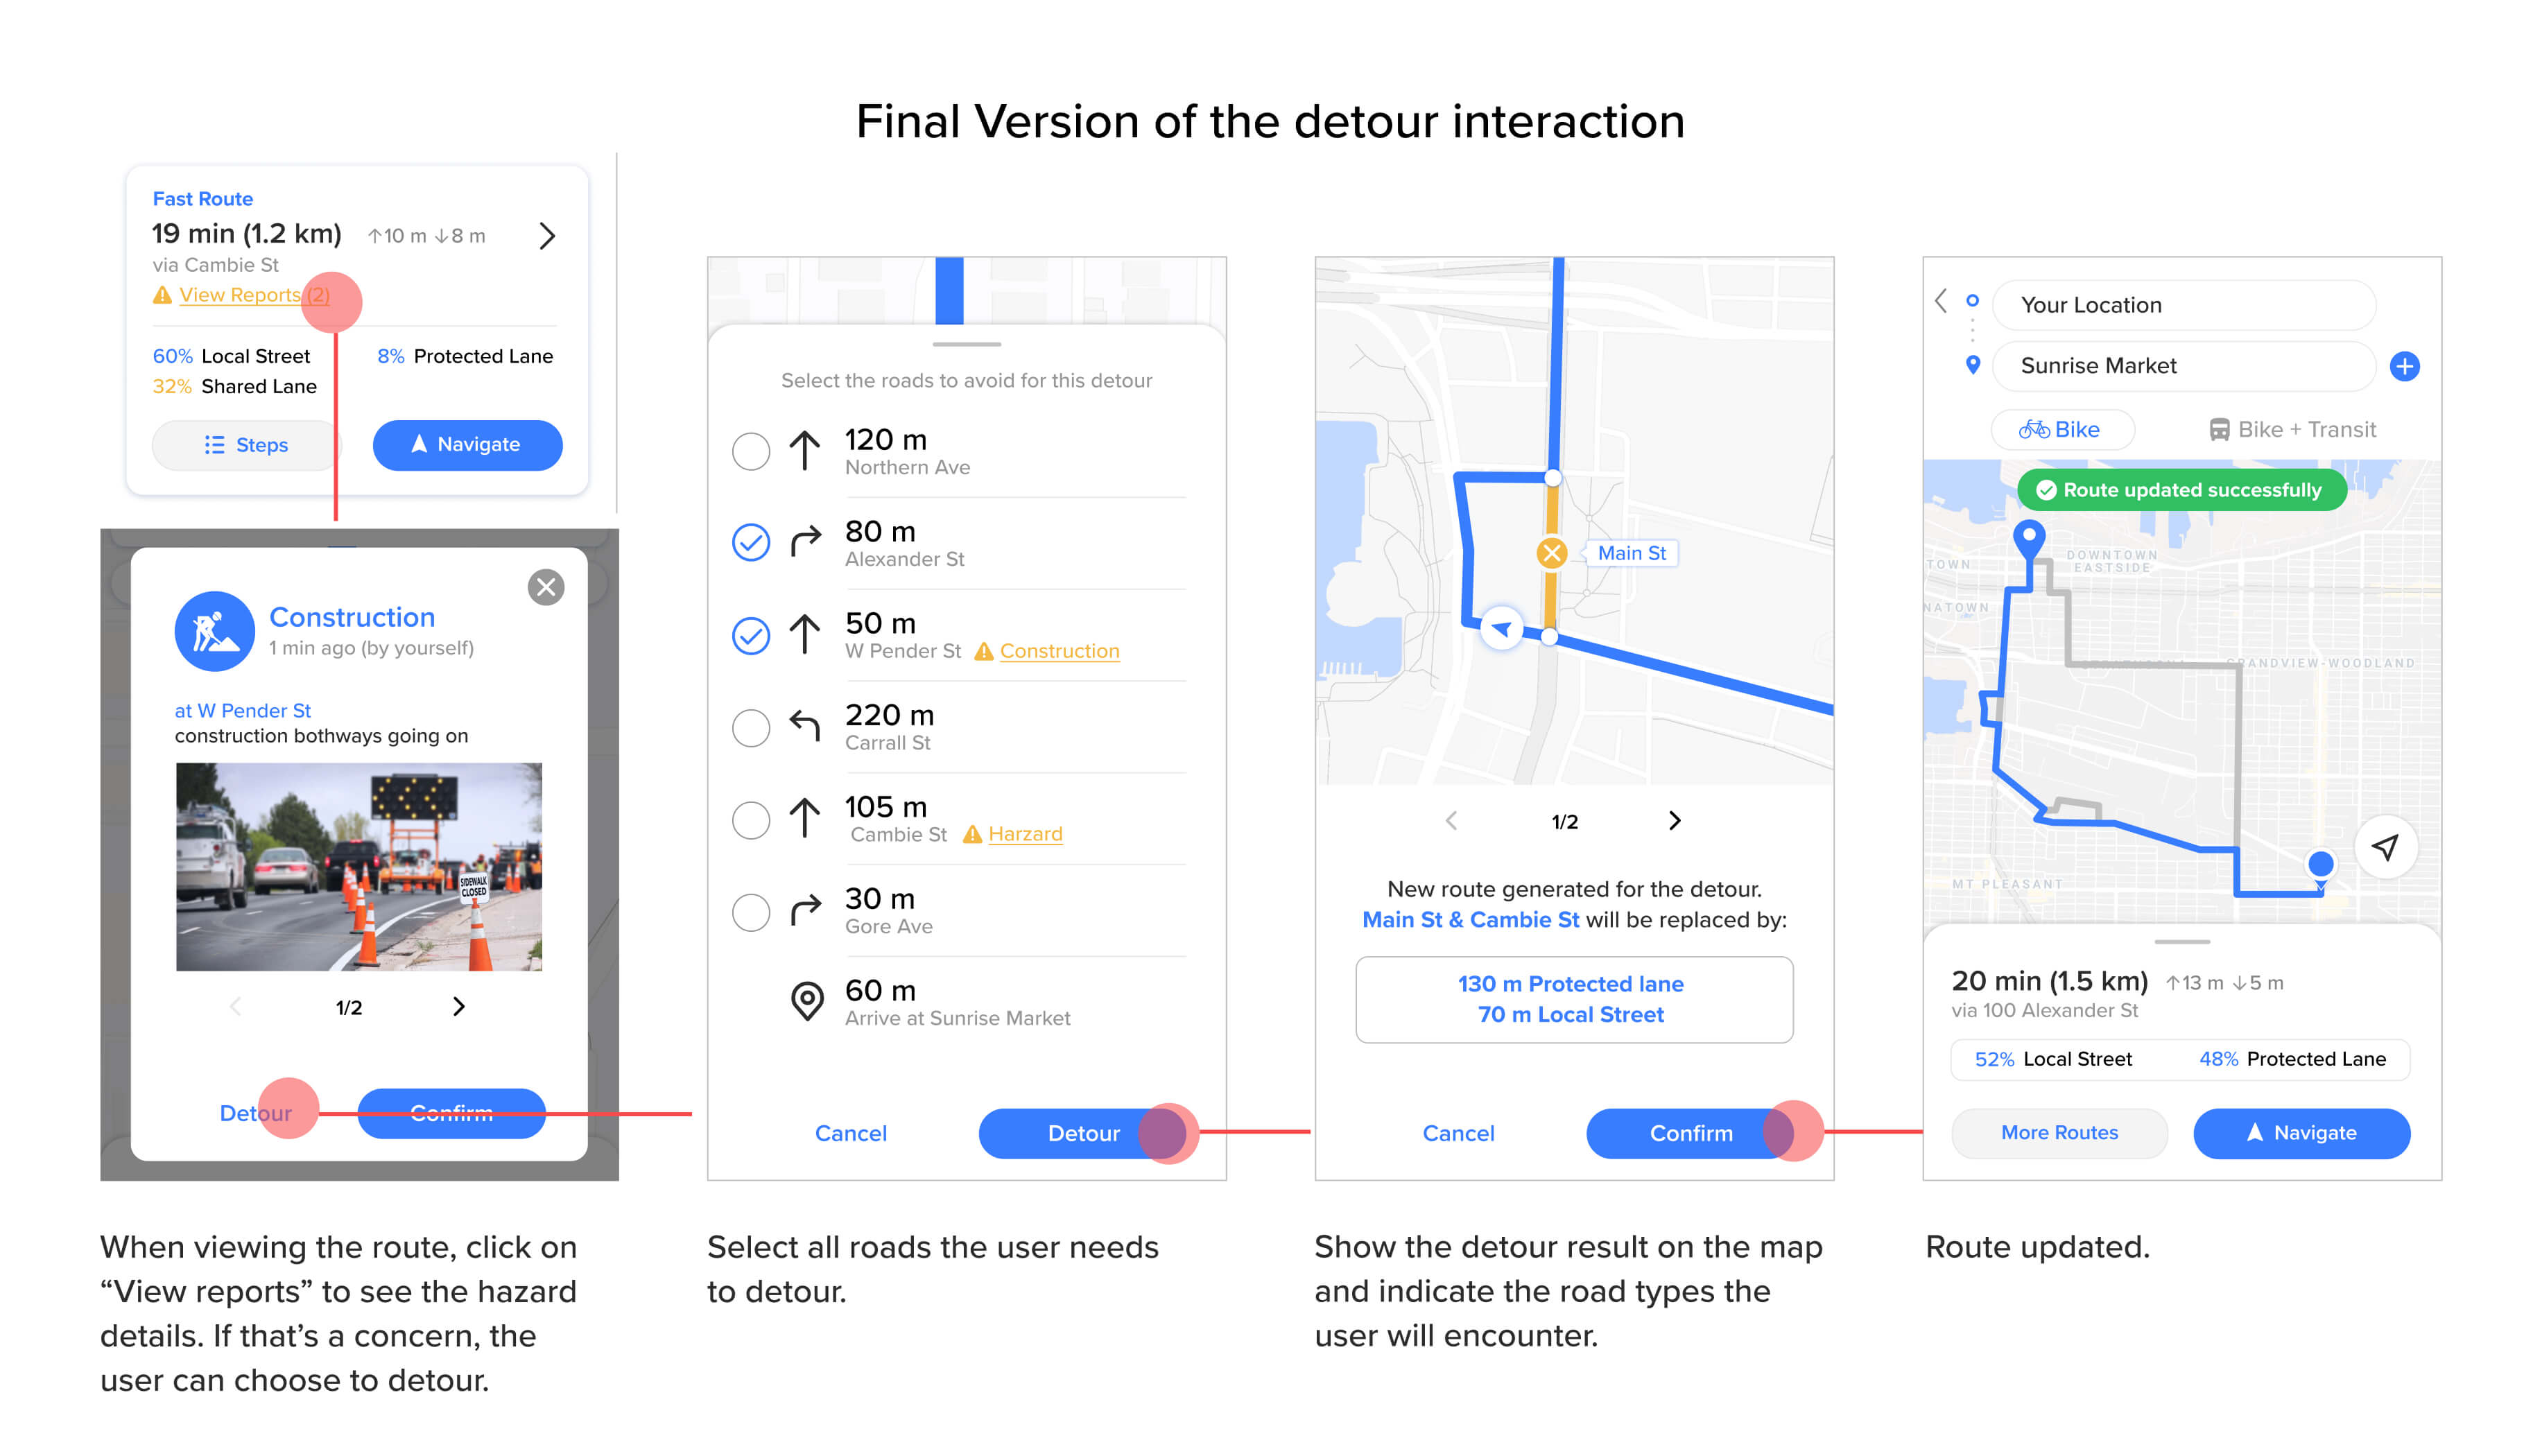 Final Version of the detour interaction
Fast Route
19 min (1.2 km) ↑10 m ↓8 m
via Cambie St
View Reports (2)
60% Local Street 8% Protected Lane
32% Shared Lane
Steps Navigate
Construction
1 min ago (by yourself)
at W Pender St
construction bothways going on
SIDEWALK
CLOSED
1/2
Detour Confirm
When viewing the route, click on
“View reports” to see the hazard
details. If that’s a concern, the
user can choose to detour.
Select the roads to avoid for this detour
120 m
Northern Ave
80 m
Alexander St
50 m
W Pender St Construction
220 m
Carrall St
105 m
Cambie St Harzard
30 m
Gore Ave
60 m
Arrive at Sunrise Market
Cancel Detour
Select all roads the user needs
to detour.
Main St
1/2
New route generated for the detour.
Main St & Cambie St will be replaced by:
130 m Protected lane
70 m Local Street
Cancel Confirm
Show the detour result on the map
and indicate the road types the
user will encounter.
Your Location
Sunrise Market
Bike Bike + Transit
Route updated successfully
DOWNTOWN
EASTSIDE
TOWN
NATOWN
GRANDVIEW-WOODLAND
MT PLEASANT
20 min (1.5 km) ↑13 m ↓5 m
via 100 Alexander St
52% Local Street 48% Protected Lane
More Routes Navigate
Route updated.